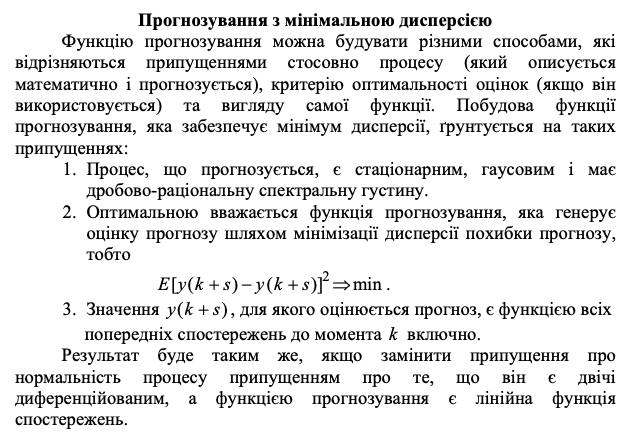 Прогнозування з мінімальною дисперсією
Функцію прогнозування можна будувати різними способами, які
відрізняються припущеннями стосовно процесу (який описується
математично і прогнозується), критерію оптимальності оцінок (якщо він
використовується) та вигляду самої функції. Побудова функції
прогнозування, яка забезпечує мінімум дисперсії, ґрунтується на таких
припущеннях:
1. Процес, що прогнозується, є стаціонарним, гаусовим і має
дробово-раціональну спектральну густину.
2. Оптимальною вважається функція прогнозування, яка генерує
оцінку прогнозу шляхом мінімізації дисперсії похибки прогнозу,
тобто
E[y(k + s) − y(k + s)]² ⇒ min .
3. Значення y(k + s), для якого оцінюється прогноз, є функцією всіх
попередніх спостережень до момента k включно.
Результат буде таким же, якщо замінити припущення про
нормальність процесу припущенням про те, що він є двічі
диференційованим, а функцією прогнозування є лінійна функція
спостережень.